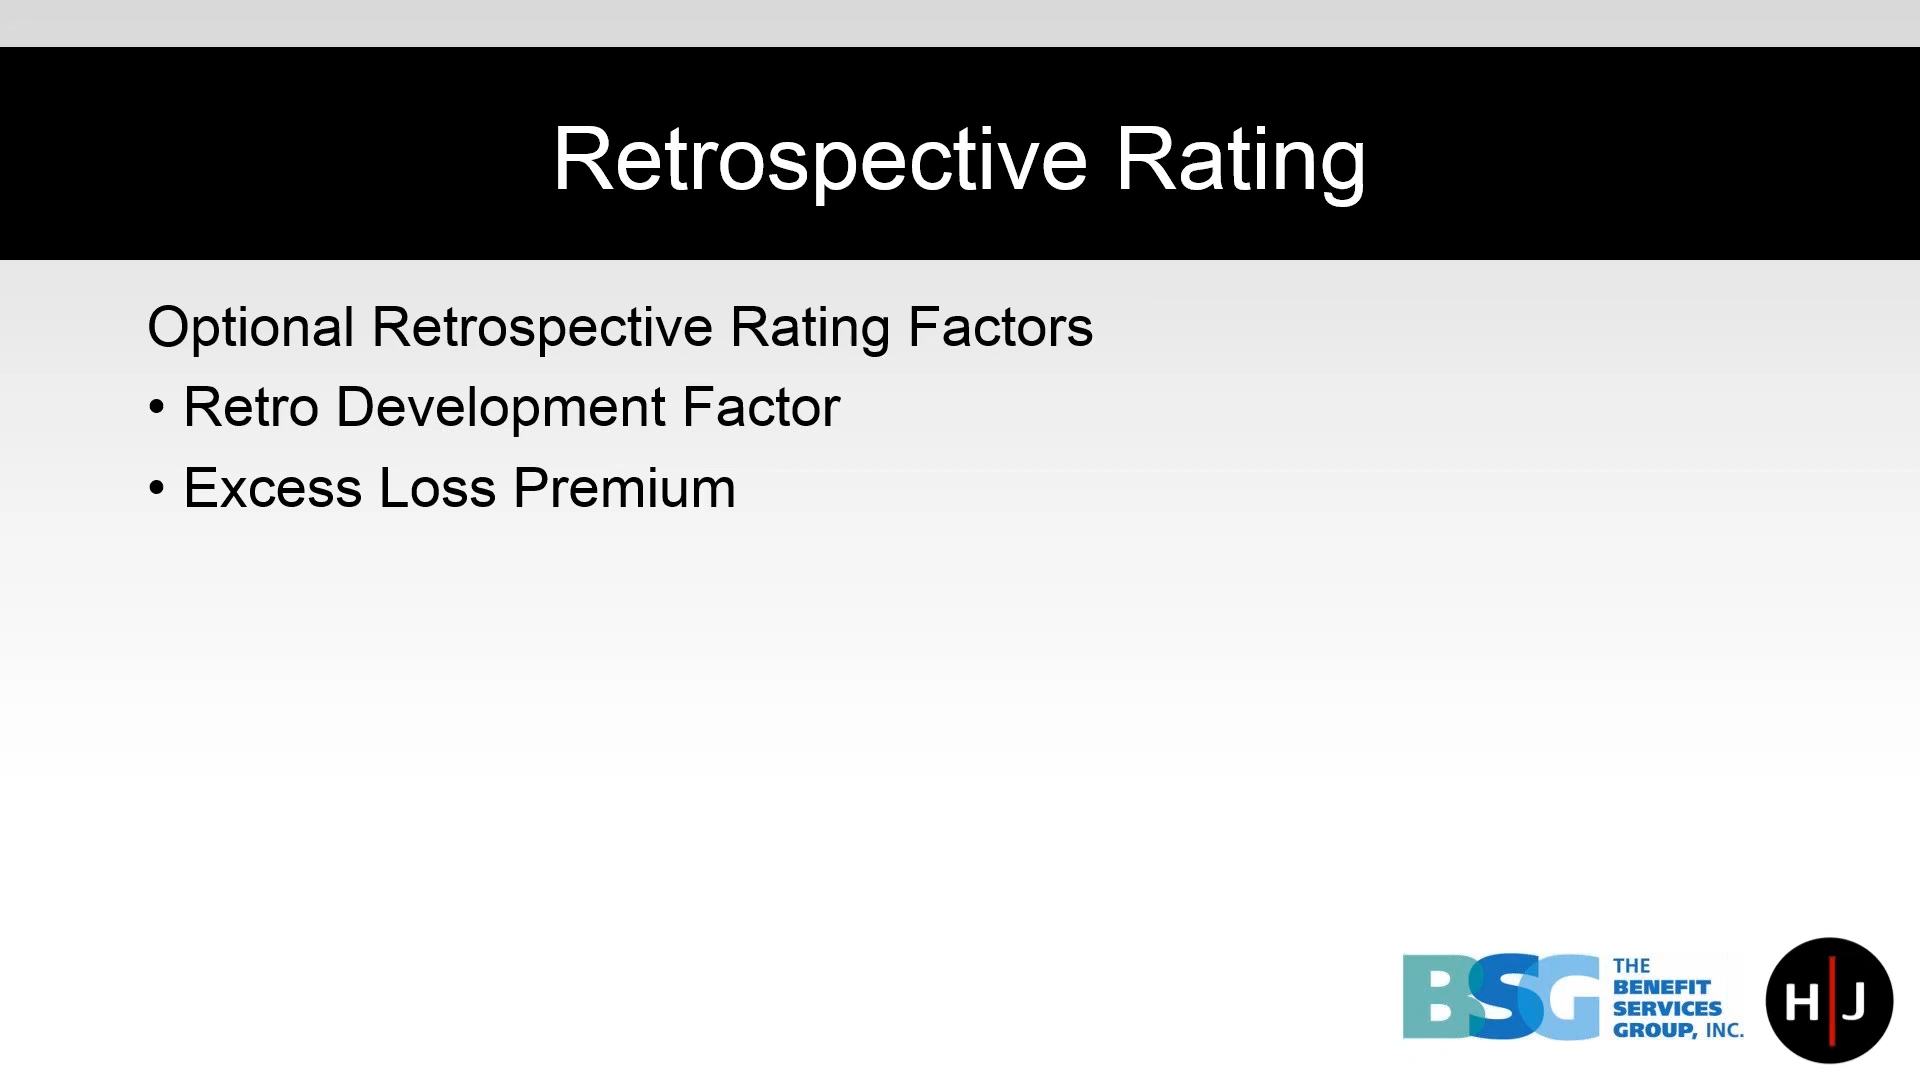 Retrospective Rating
Optional Retrospective Rating Factors
• Retro Development Factor
• Excess Loss Premium
BSG
THE
BENEFIT
SERVICES
GROUP, INC.
H|J